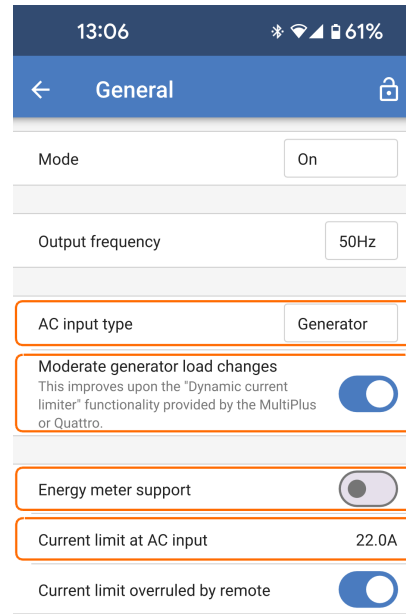 13:06 61%
General
Mode On
Output frequency 50Hz
AC input type Generator
Moderate generator load changes
This improves upon the "Dynamic current
limiter" functionality provided by the MultiPlus
or Quattro.
Energy meter support
Current limit at AC input 22.0A
Current limit overruled by remote